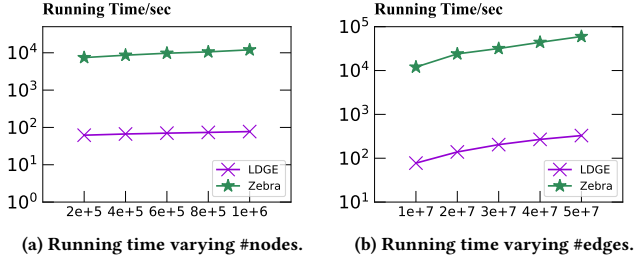 Running Time/sec
10^4
10^3
10^2
10^1
10^0
2e+5 4e+5 6e+5 8e+5 1e+6
LDGE
Zebra
(a) Running time varying #nodes.
Running Time/sec
10^5
10^4
10^3
10^2
10^1
1e+7 2e+7 3e+7 4e+7 5e+7
LDGE
Zebra
(b) Running time varying #edges.